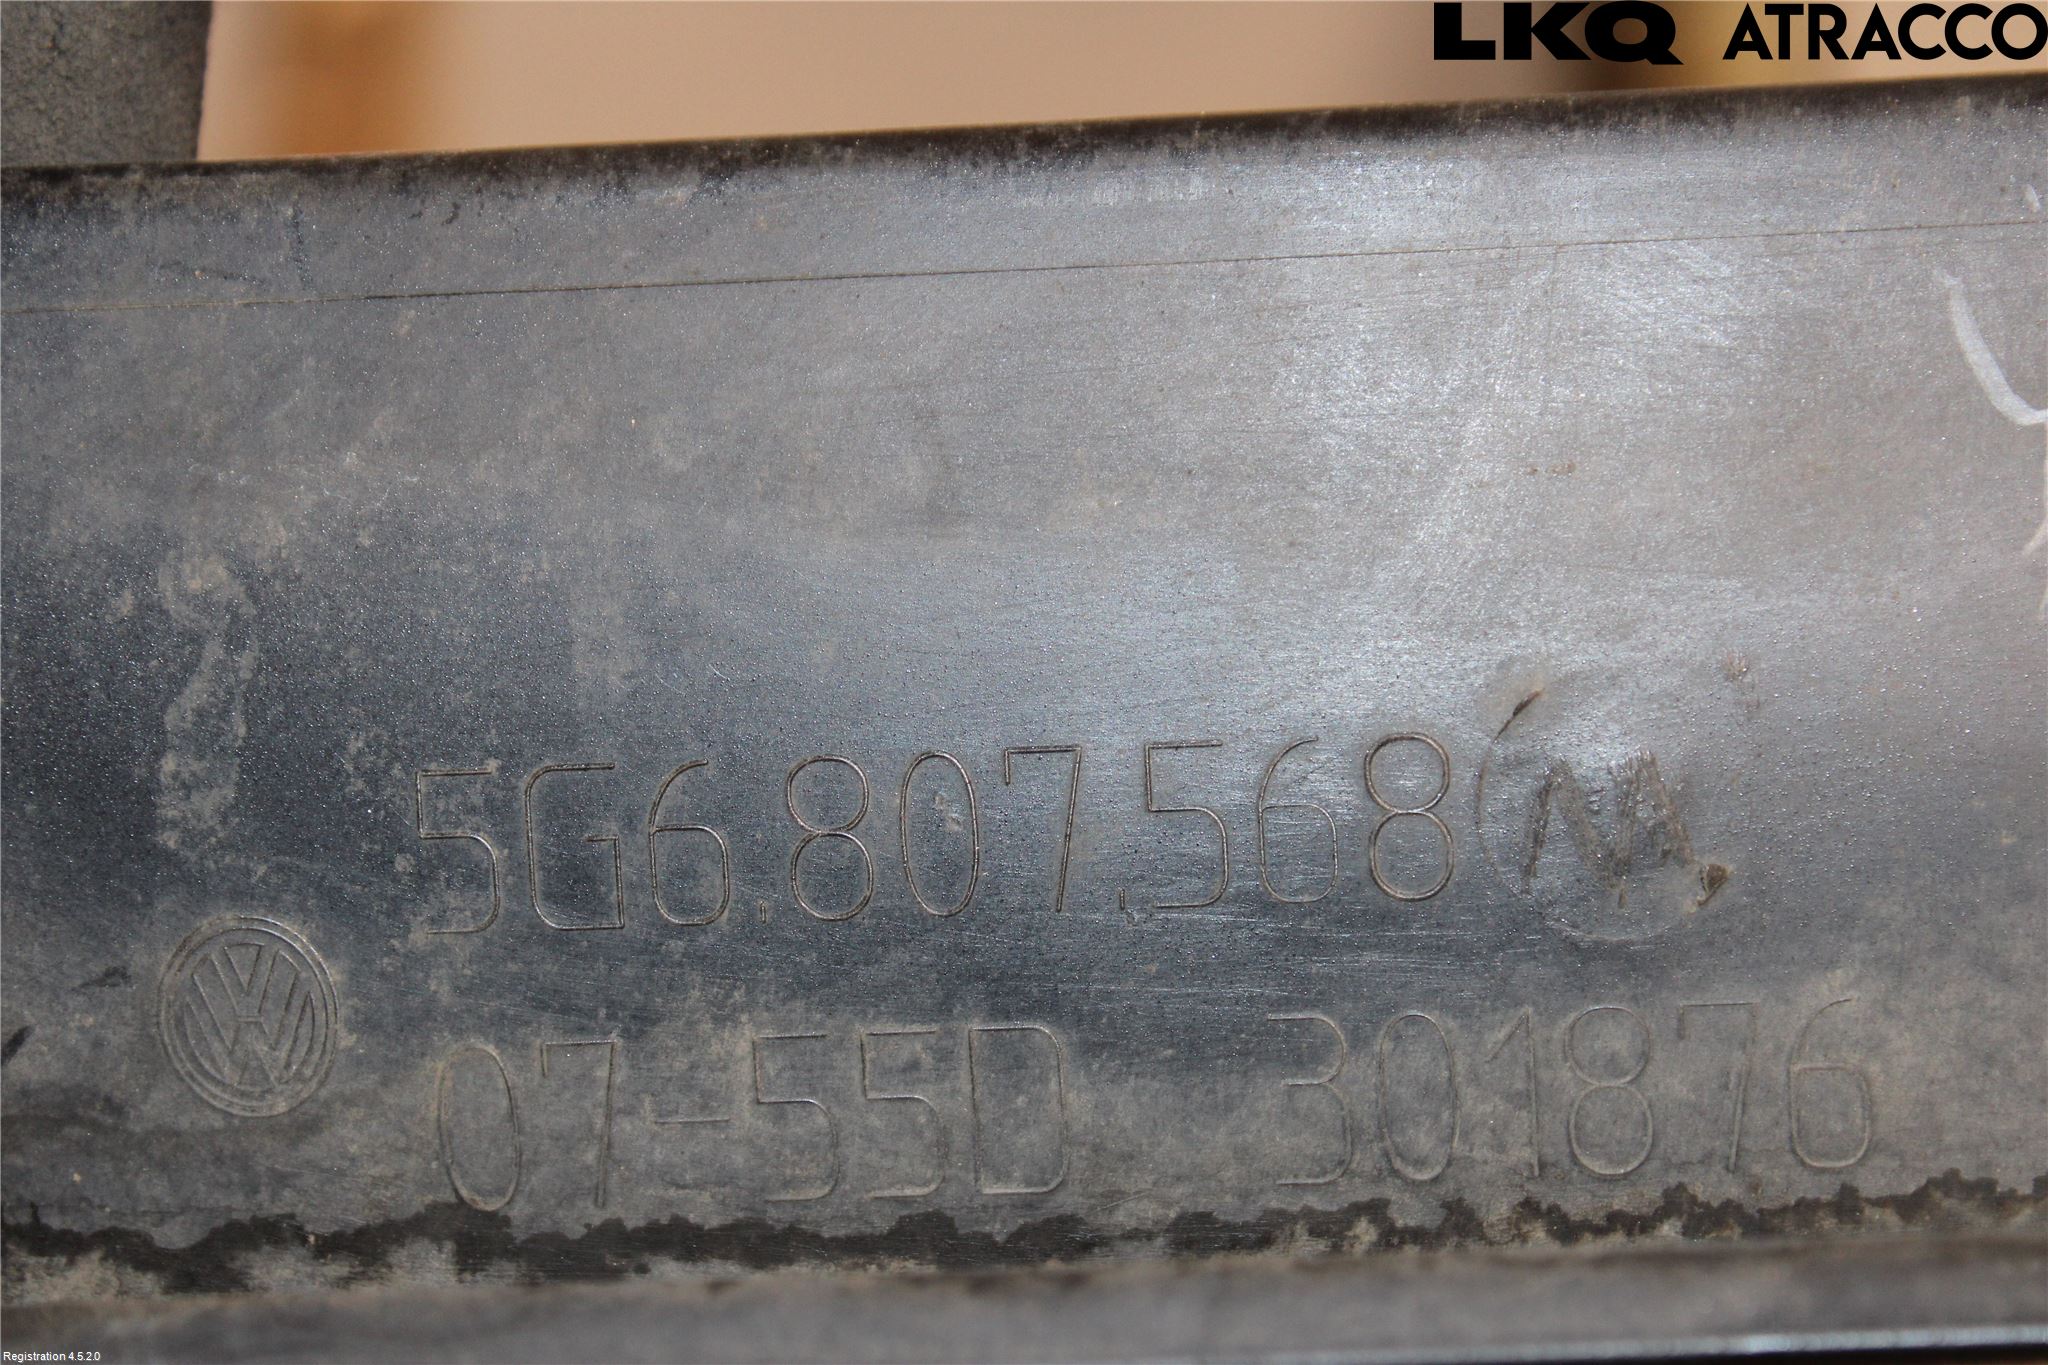 LKQ ATRACCO
5G6.807.568
07-55D 301876
Registration 4.5.2.0